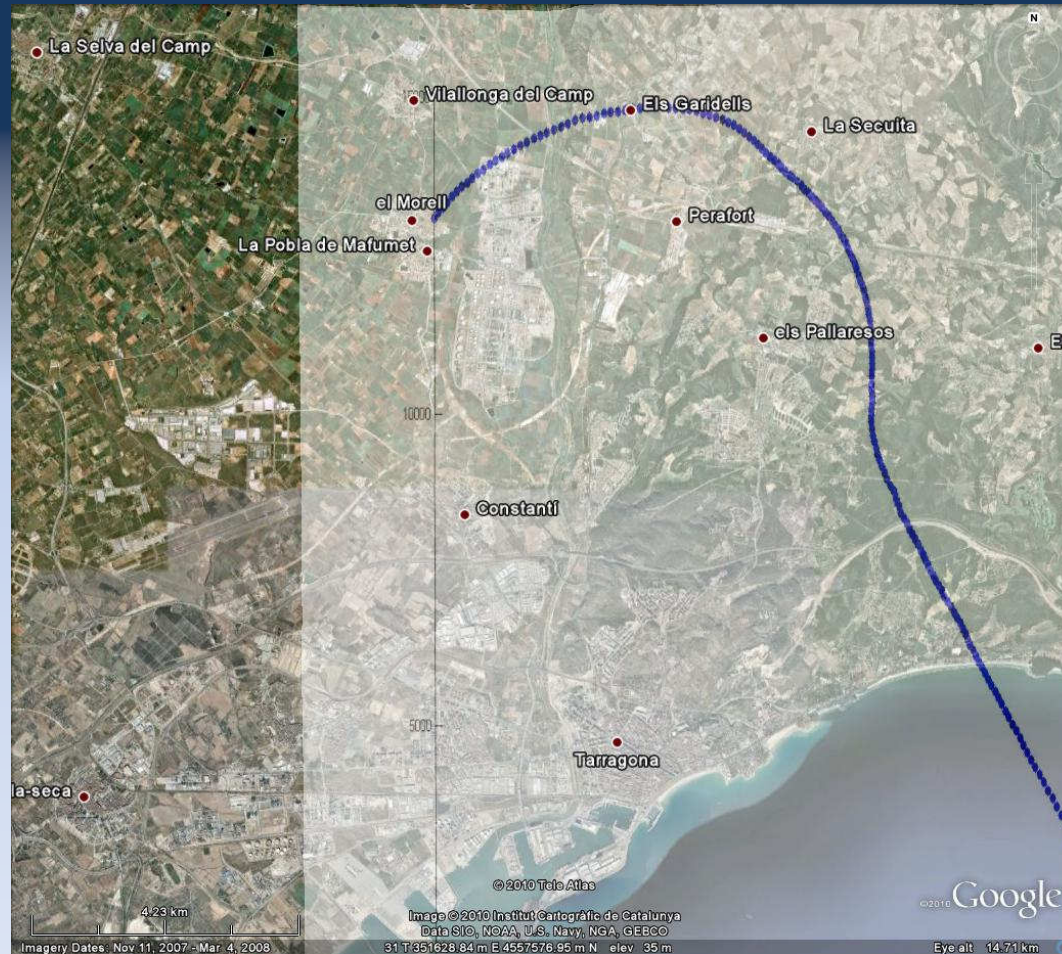 N
La Selva del Camp
Vilallonga del Camp
Els Garidells
La Secuita
el Morell
Perafort
La Pobla de Mafumet
els Pallaresos
E
10000
Constantí
5000
Tarragona
la-seca
© 2010 Tele Atlas
4.23 km
Image © 2010 Institut Cartogràfic de Catalunya
©2010 Google
Data SIO, NOAA, U.S. Navy, NGA, GEBCO
Imagery Dates: Nov 11, 2007 - Mar 4, 2008
31 T 351628.84 m E 4557576.95 m N elev 35 m
Eye alt 14.71 km